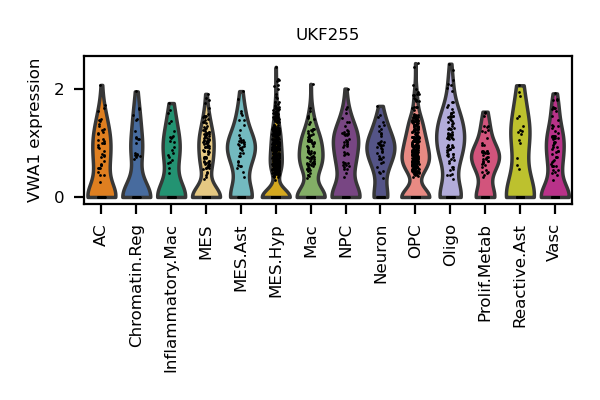 UKF255
VWA1 expression
2
0
AC
Chromatin.Reg
Inflammatory.Mac
MES
MES.Ast
MES.Hyp
Mac
NPC
Neuron
OPC
Oligo
Prolif.Metab
Reactive.Ast
Vasc